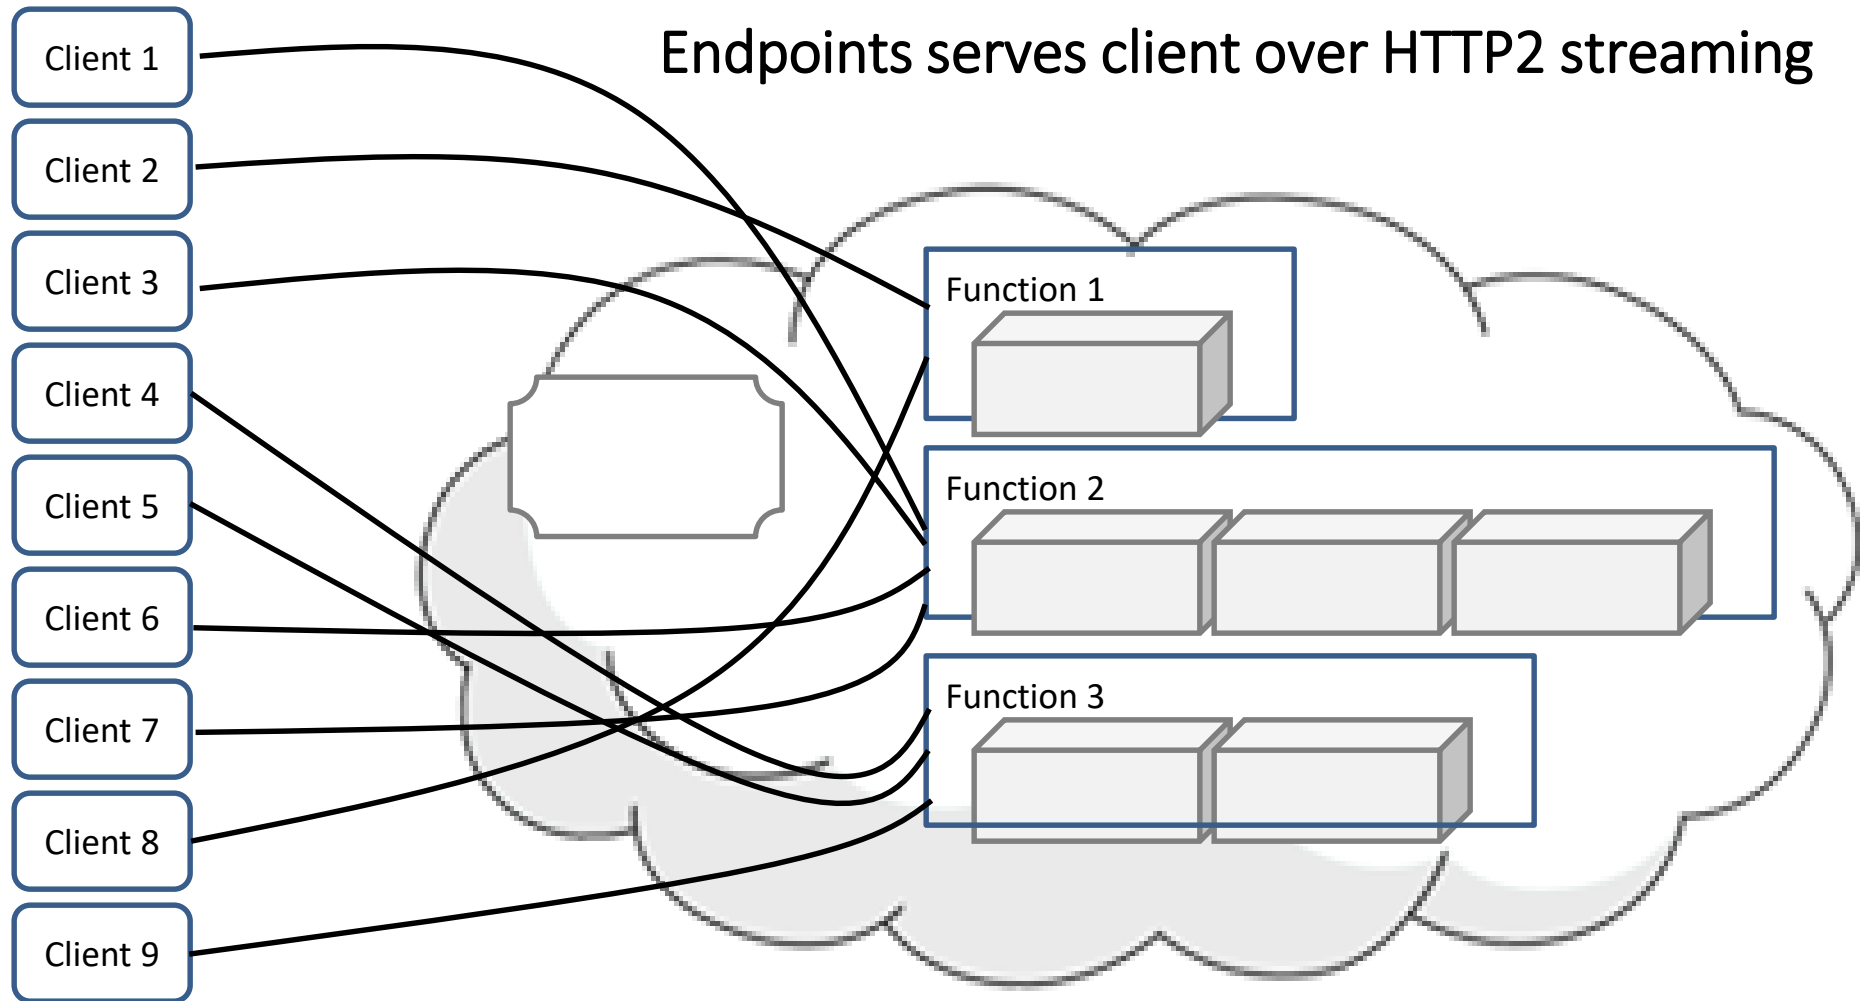 Endpoints serves client over HTTP2 streaming
Client 1
Client 2
Client 3
Client 4
Client 5
Client 6
Client 7
Client 8
Client 9
Function 1
Function 2
Function 3